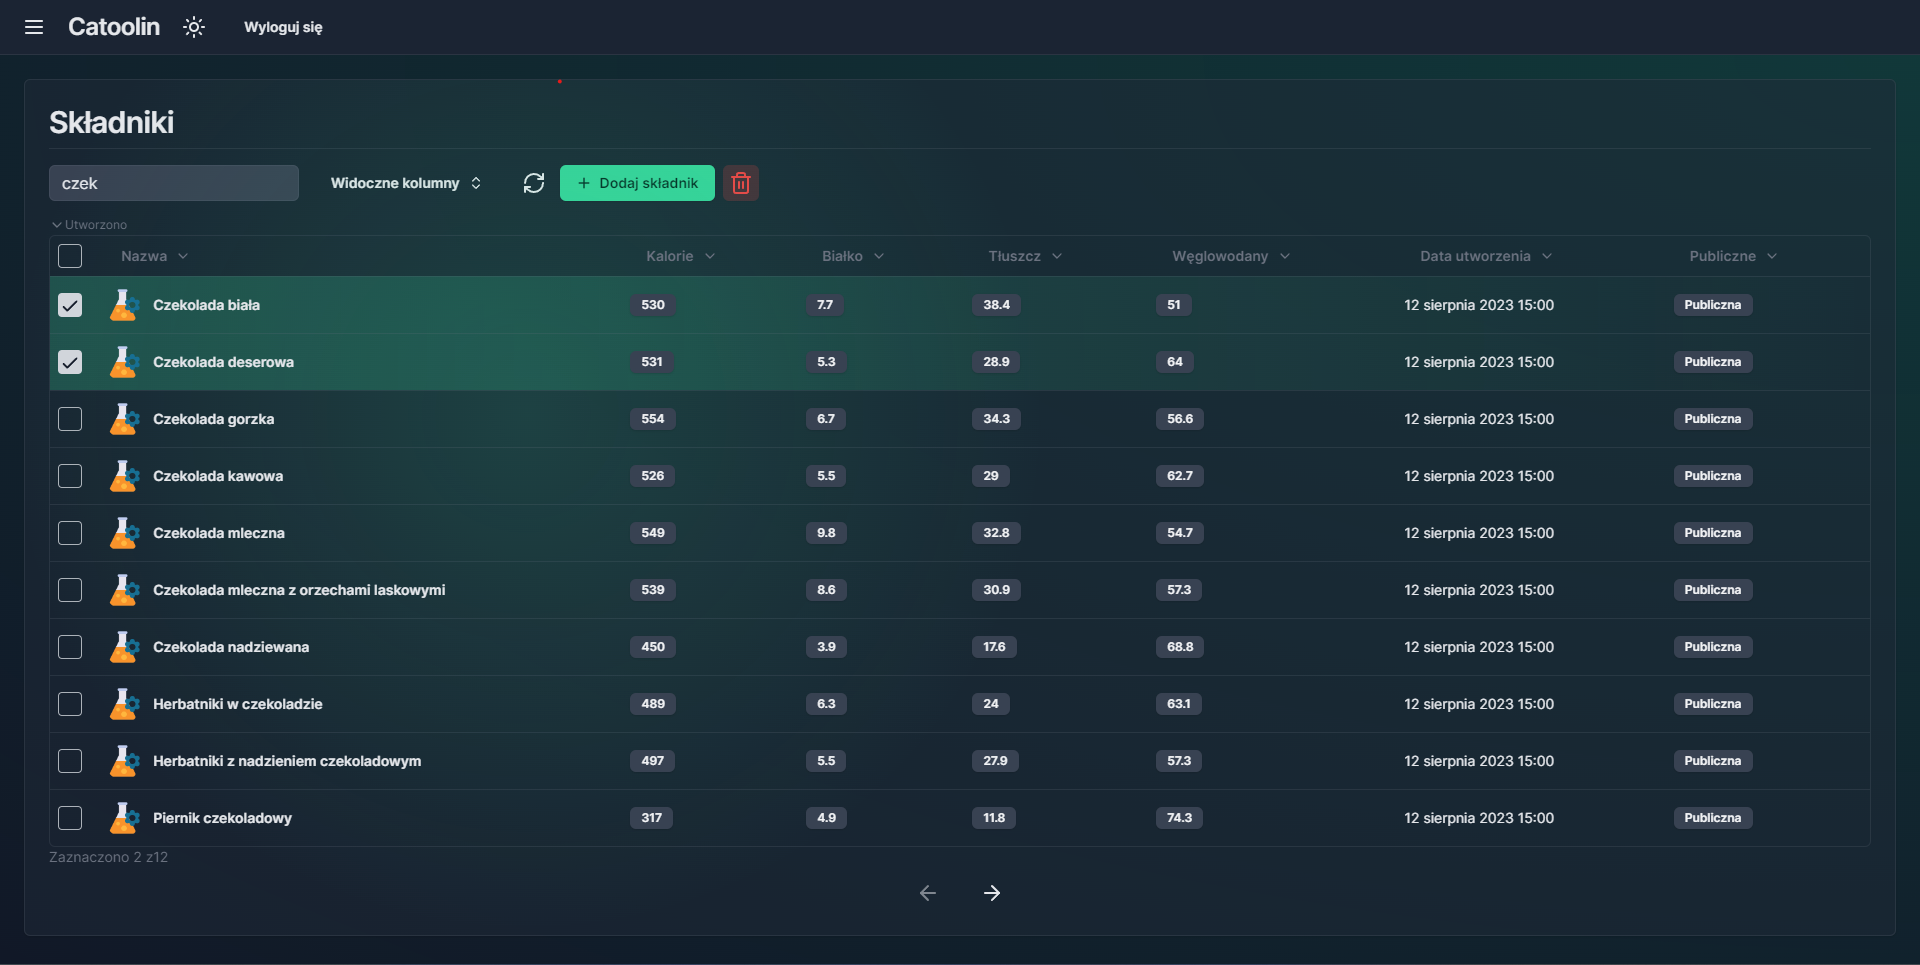 Catoolin Wyloguj się
Składniki
czek Widoczne kolumny Dodaj składnik
Utworzono
Nazwa Kalorie Białko Tłuszcz Węglowodany Data utworzenia Publiczne
Czekolada biała 530 7.7 38.4 51 12 sierpnia 2023 15:00 Publiczna
Czekolada deserowa 531 5.3 28.9 64 12 sierpnia 2023 15:00 Publiczna
Czekolada gorzka 554 6.7 34.3 56.6 12 sierpnia 2023 15:00 Publiczna
Czekolada kawowa 526 5.5 29 62.7 12 sierpnia 2023 15:00 Publiczna
Czekolada mleczna 549 9.8 32.8 54.7 12 sierpnia 2023 15:00 Publiczna
Czekolada mleczna z orzechami laskowymi 539 8.6 30.9 57.3 12 sierpnia 2023 15:00 Publiczna
Czekolada nadziewana 450 3.9 17.6 68.8 12 sierpnia 2023 15:00 Publiczna
Herbatniki w czekoladzie 489 6.3 24 63.1 12 sierpnia 2023 15:00 Publiczna
Herbatniki z nadzieniem czekoladowym 497 5.5 27.9 57.3 12 sierpnia 2023 15:00 Publiczna
Piernik czekoladowy 317 4.9 11.8 74.3 12 sierpnia 2023 15:00 Publiczna
Zaznaczono 2 z12